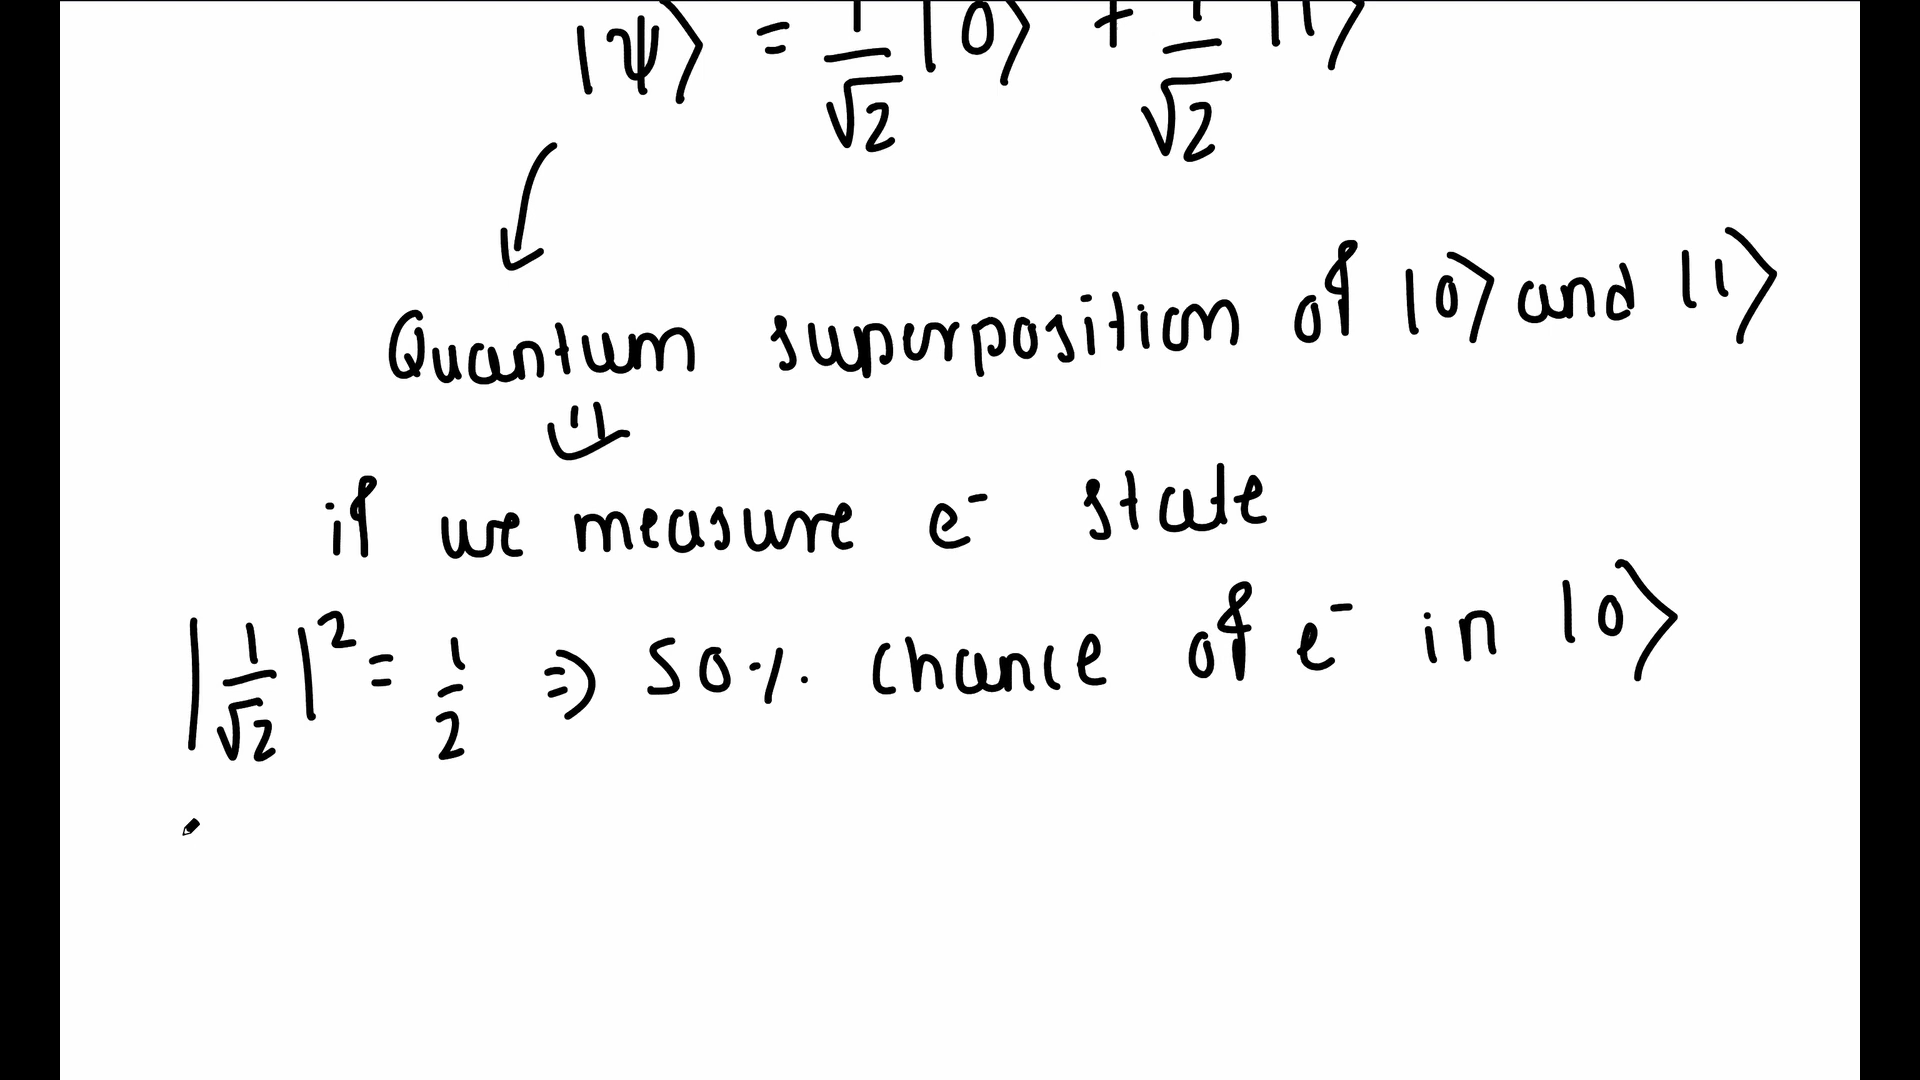 |ψ⟩ = 1/√2 |0⟩ + 1/√2 |1⟩
Quantum superposition of |0⟩ and |1⟩
if we measure e⁻ state
|1/√2|² = 1/2 ⇒ 50% chance of e⁻ in |0⟩